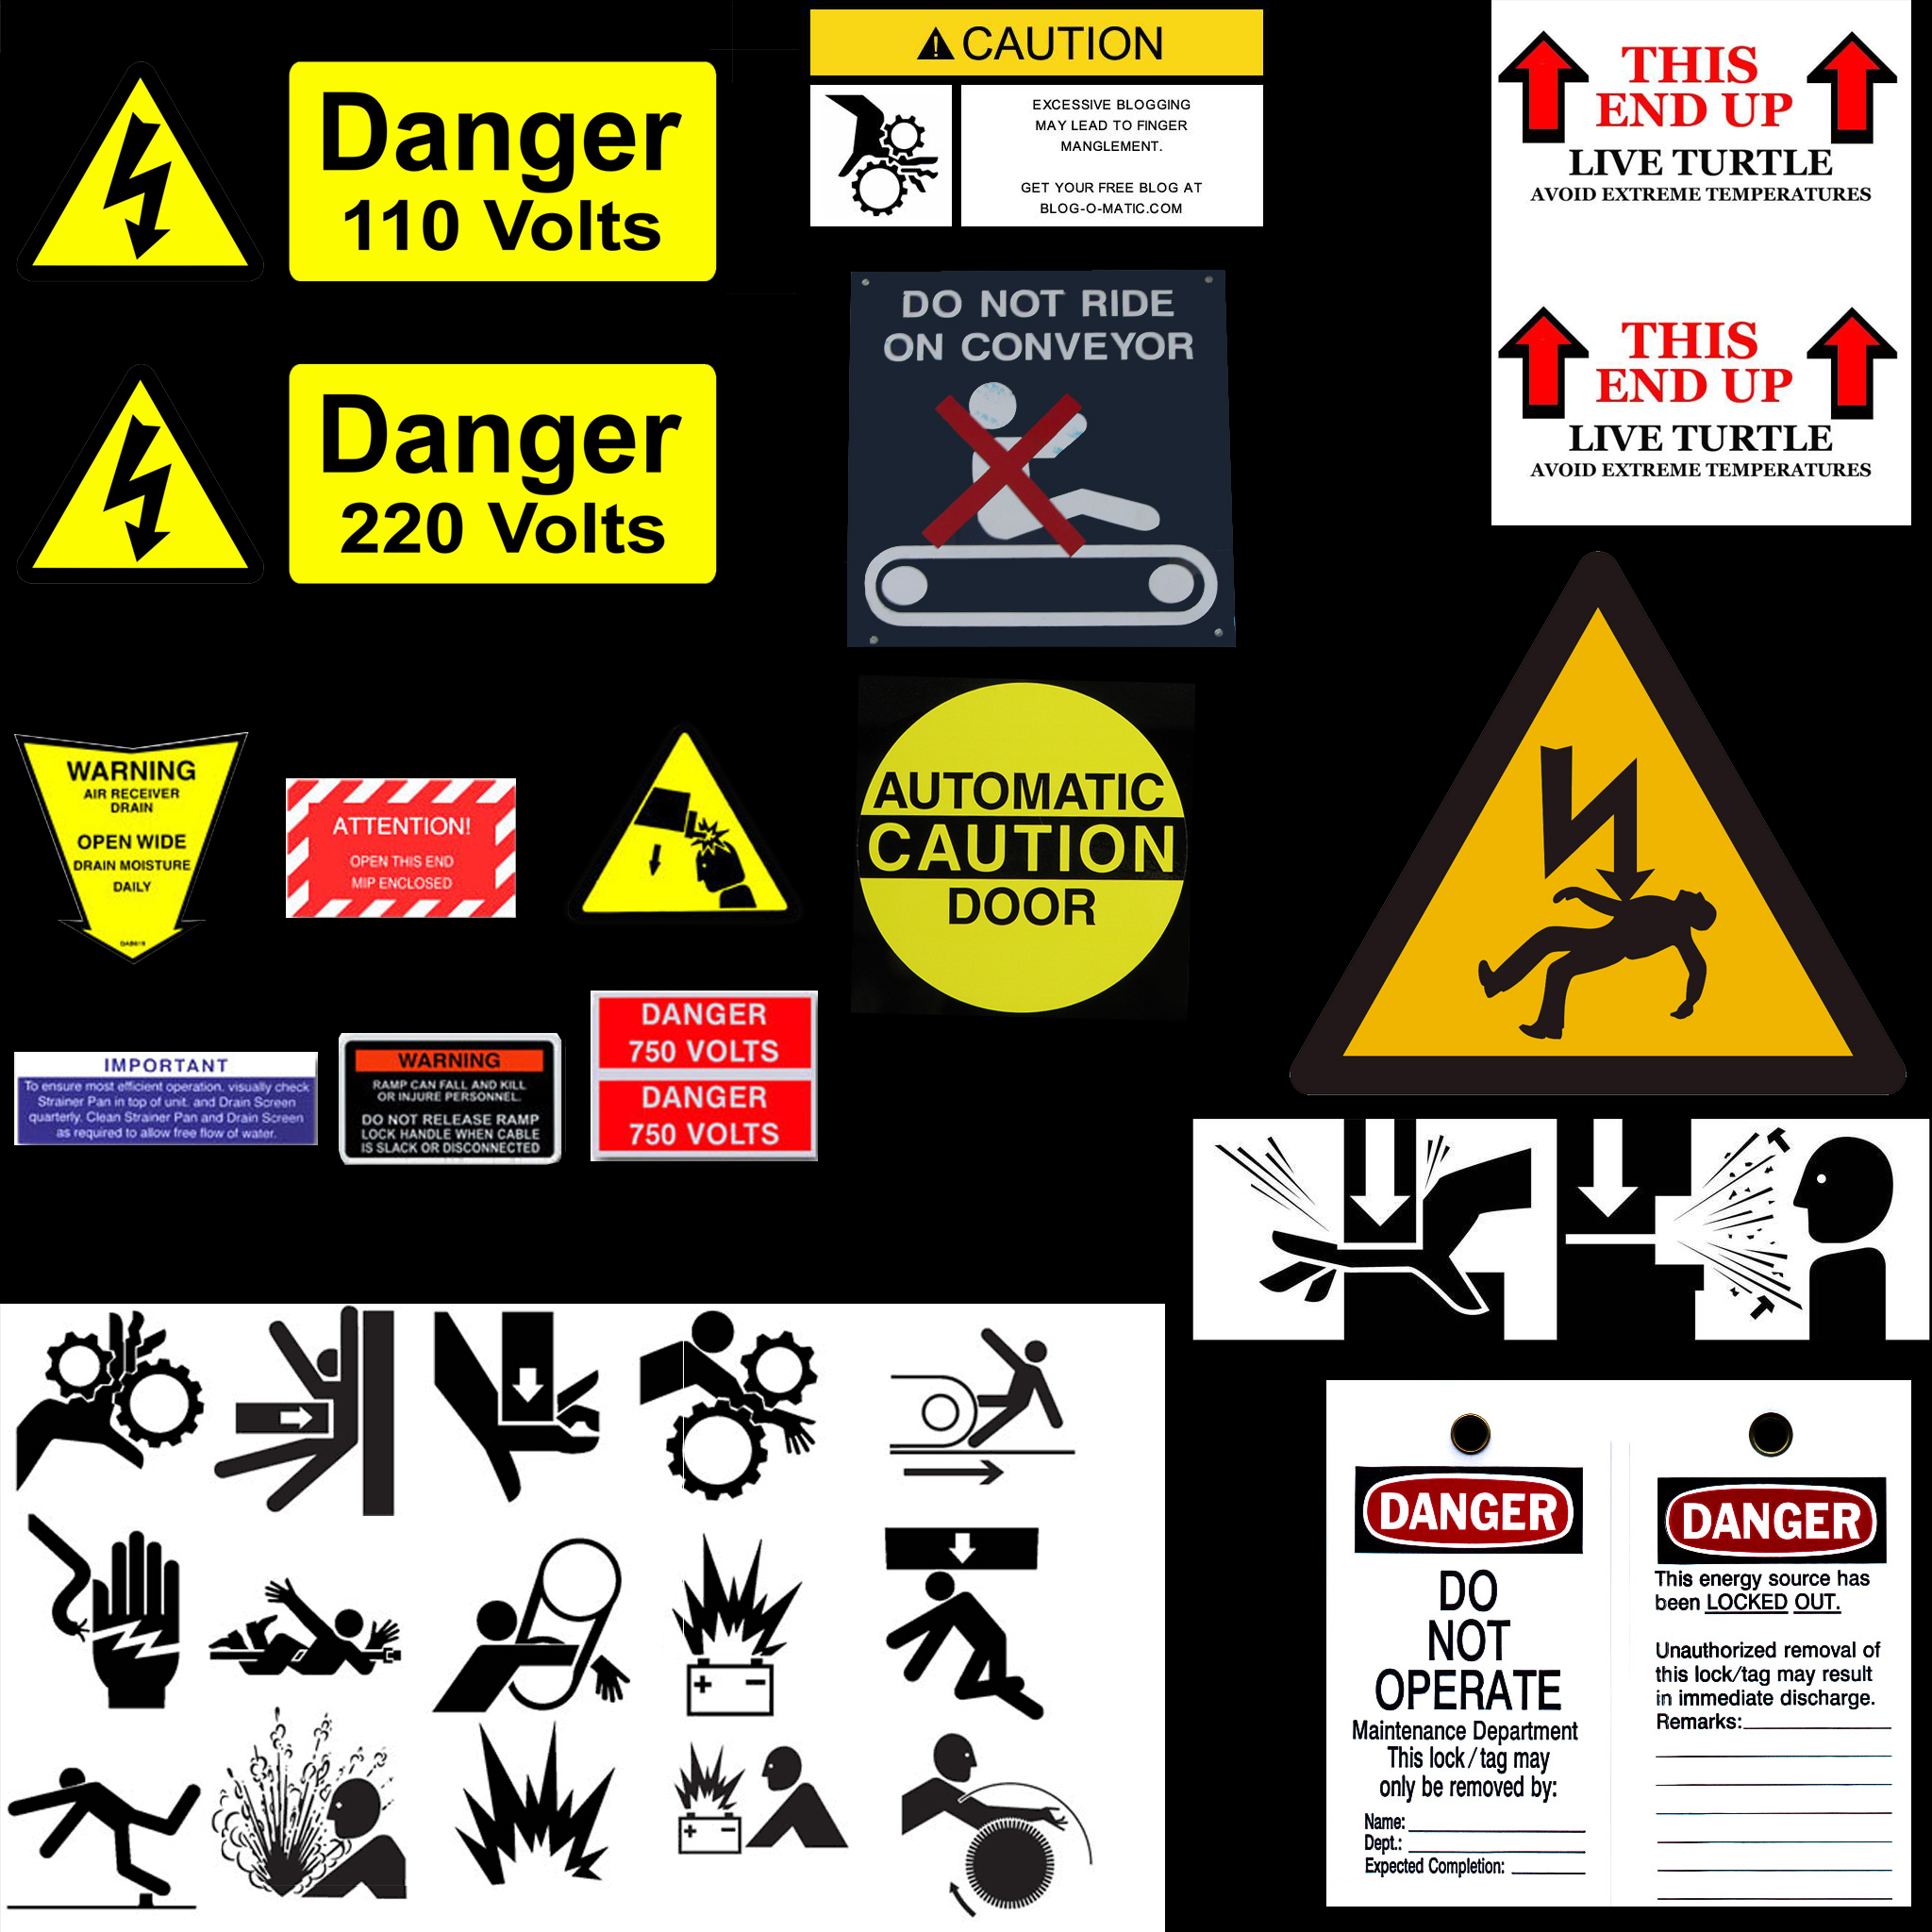 Danger
110 Volts
CAUTION
EXCESSIVE BLOGGING
MAY LEAD TO FINGER
MANGLEMENT.
GET YOUR FREE BLOG AT
BLOG-O-MATIC.COM
THIS
END UP
LIVE TURTLE
AVOID EXTREME TEMPERATURES
THIS
END UP
LIVE TURTLE
AVOID EXTREME TEMPERATURES
Danger
220 Volts
DO NOT RIDE
ON CONVEYOR
WARNING
AIR RECEIVER
DRAIN
OPEN WIDE
DRAIN MOISTURE
DAILY
ATTENTION!
OPEN THIS END
MIP ENCLOSED
AUTOMATIC
CAUTION
DOOR
IMPORTANT
To ensure most efficient operation, visually check
Strainer Pan in top of unit, and Drain Screen
quarterly. Clean Strainer Pan and Drain Screen
as required to allow free flow of water.
WARNING
RAMP CAN FALL AND KILL
OR INJURE PERSONNEL.
DO NOT RELEASE RAMP
LOCK HANDLE WHEN CABLE
IS SLACK OR DISCONNECTED
DANGER
750 VOLTS
DANGER
750 VOLTS
DANGER
DO
NOT
OPERATE
Maintenance Department
This lock/tag may
only be removed by:
Name:
Dept.:
Expected Completion:
DANGER
This energy source has
been LOCKED OUT.
Unauthorized removal of
this lock/tag may result
in immediate discharge.
Remarks: